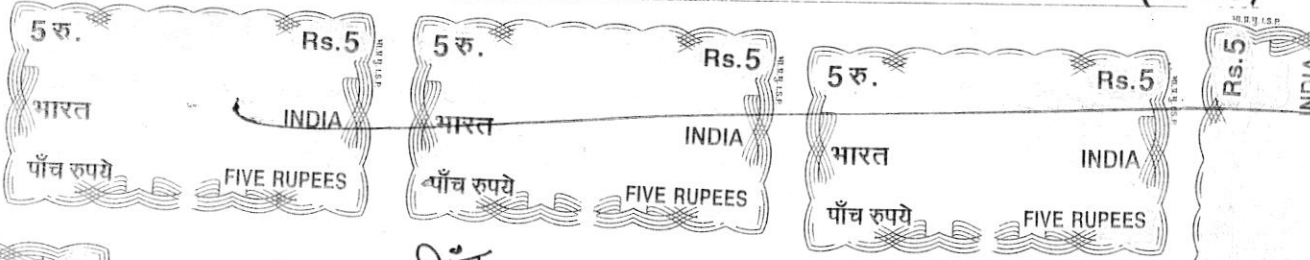 5 रु. Rs.5
भारत INDIA
पाँच रुपये FIVE RUPEES
5 रु. Rs.5
भारत INDIA
पाँच रुपये FIVE RUPEES
5 रु. Rs.5
भारत INDIA
पाँच रुपये FIVE RUPEES
Rs.5
INDIA